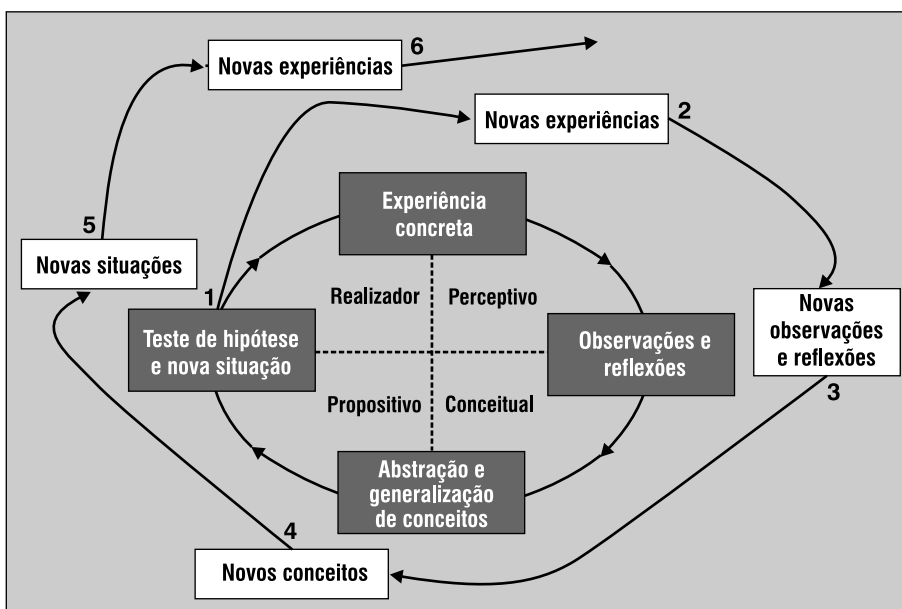 6
Novas experiências
2
Novas experiências
Experiência
concreta
5
Novas situações
1
Realizador
Perceptivo
Novas
observações
e reflexões
Teste de hipótese
e nova situação
Observações e
reflexões
3
Propositivo
Conceitual
Abstração e
generalização
de conceitos
4
Novos conceitos